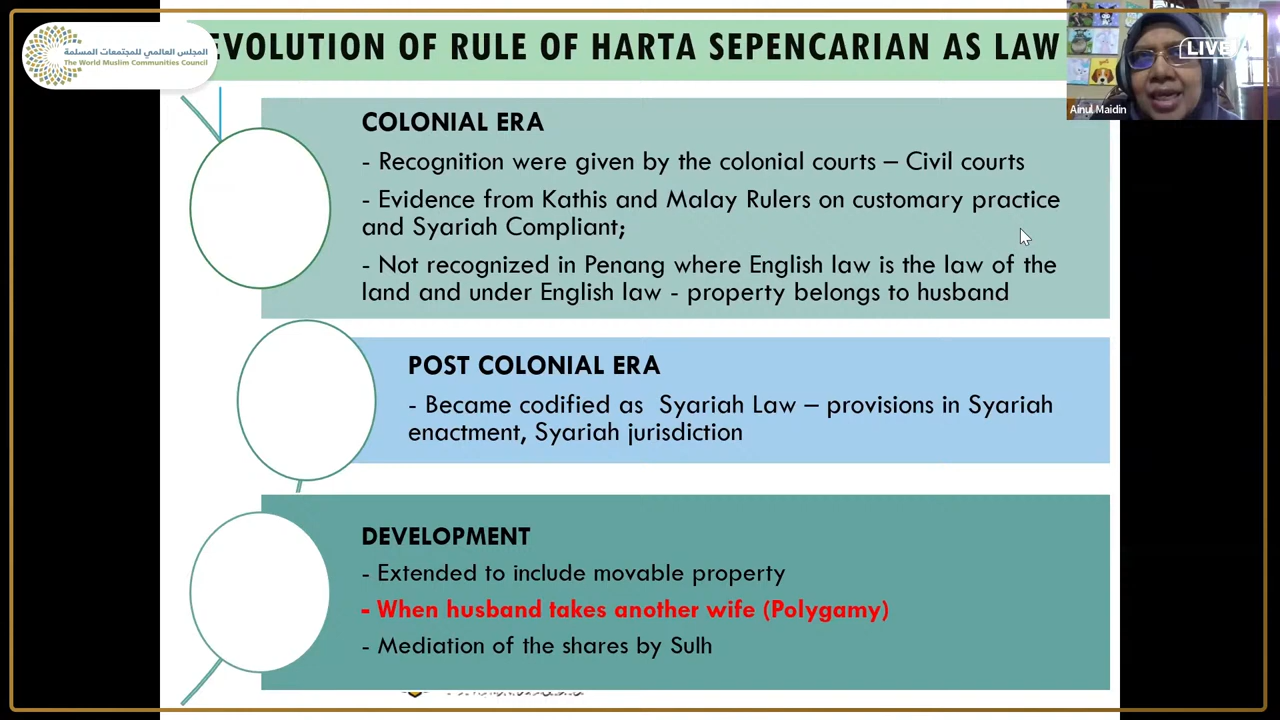 المجلس العالمي للمجتمعات المسلمة
The World Muslim Communities Council
EVOLUTION OF RULE OF HARTA SEPENCARIAN AS LAW
LIVE
Ainul Maidin
COLONIAL ERA
- Recognition were given by the colonial courts – Civil courts
- Evidence from Kathis and Malay Rulers on customary practice
and Syariah Compliant;
- Not recognized in Penang where English law is the law of the
land and under English law - property belongs to husband
POST COLONIAL ERA
- Became codified as Syariah Law – provisions in Syariah
enactment, Syariah jurisdiction
DEVELOPMENT
- Extended to include movable property
- When husband takes another wife (Polygamy)
- Mediation of the shares by Sulh